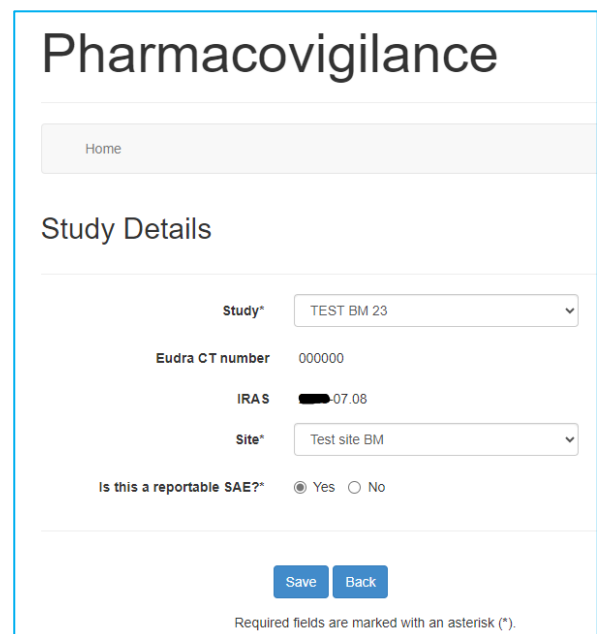 Pharmacovigilance
Home
Study Details
Study* TEST BM 23
Eudra CT number 000000
IRAS -07.08
Site* Test site BM
Is this a reportable SAE?* Yes No
Save Back
Required fields are marked with an asterisk (*).